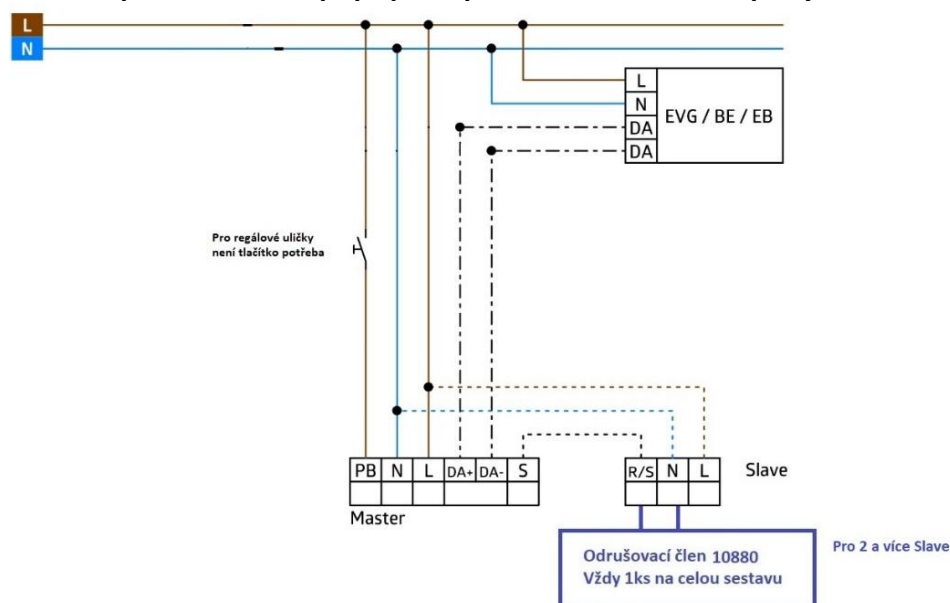 L
N
L
N
DA
DA
EVG / BE / EB
Pro regálové uličky
není tlačítko potřeba
PB N L DA+ DA- S
R/S N L
Slave
Master
Odrušovací člen 10880
Vždy 1ks na celou sestavu
Pro 2 a více Slave